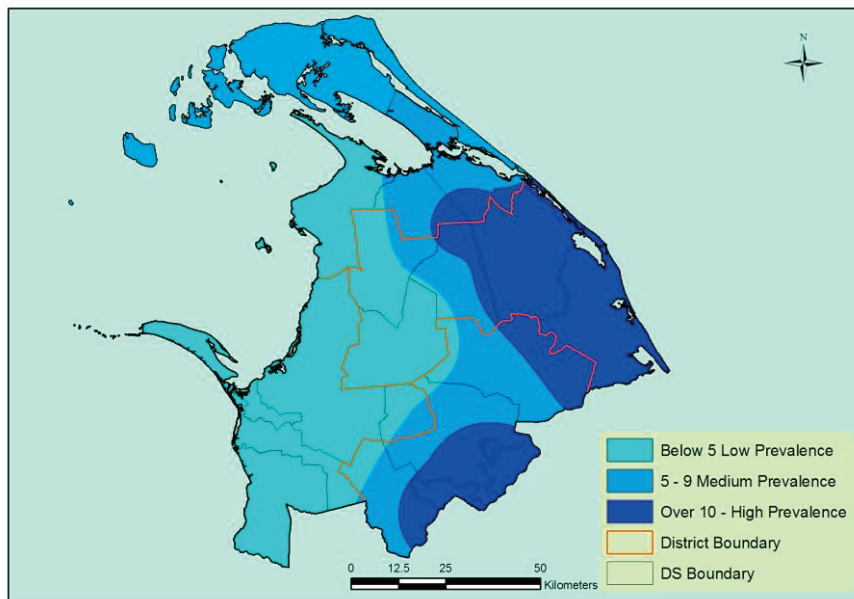 N
Below 5 Low Prevalence
5 - 9 Medium Prevalence
Over 10 - High Prevalence
District Boundary
DS Boundary
0 12.5 25 50
Kilometers